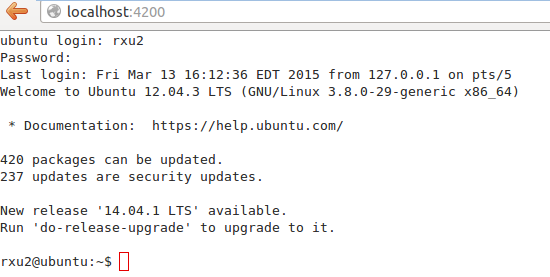 localhost:4200
ubuntu login: rxu2
Password:
Last login: Fri Mar 13 16:12:36 EDT 2015 from 127.0.0.1 on pts/5
Welcome to Ubuntu 12.04.3 LTS (GNU/Linux 3.8.0-29-generic x86_64)
* Documentation:  https://help.ubuntu.com/
420 packages can be updated.
237 updates are security updates.
New release '14.04.1 LTS' available.
Run 'do-release-upgrade' to upgrade to it.
rxu2@ubuntu:~$